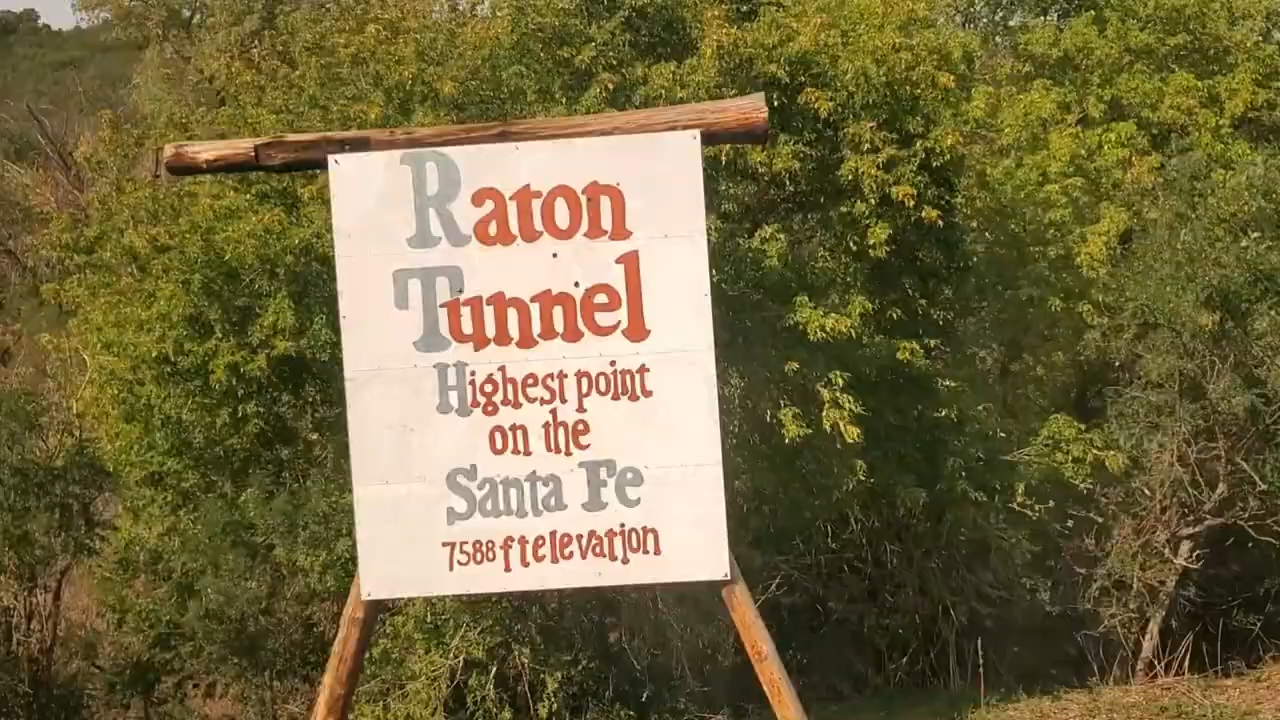 Raton
Tunnel
Highest point
on the
Santa Fe
7588 ft elevation